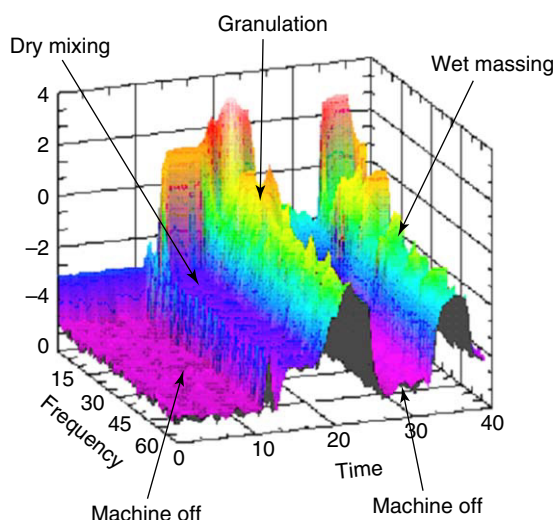 Granulation
Dry mixing
Wet massing
4
2
0
−2
−4
0
15
30
45
60
Frequency
0
10
20
30
40
Time
Machine off
Machine off